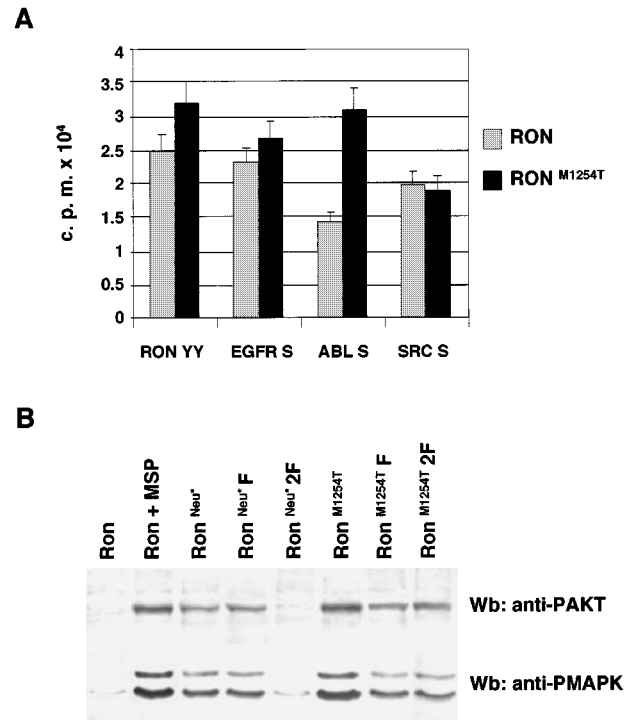 A
4
3.5
3
2.5
2
1.5
1
0.5
0
c. p. m. x 10⁴
RON YY EGFR S ABL S SRC S
RON
RON M1254T
B
Ron
Ron + MSP
Ron Neu*
Ron Neu* F
Ron Neu* 2F
Ron M1254T
Ron M1254T F
Ron M1254T 2F
Wb: anti-PAKT
Wb: anti-PMAPK